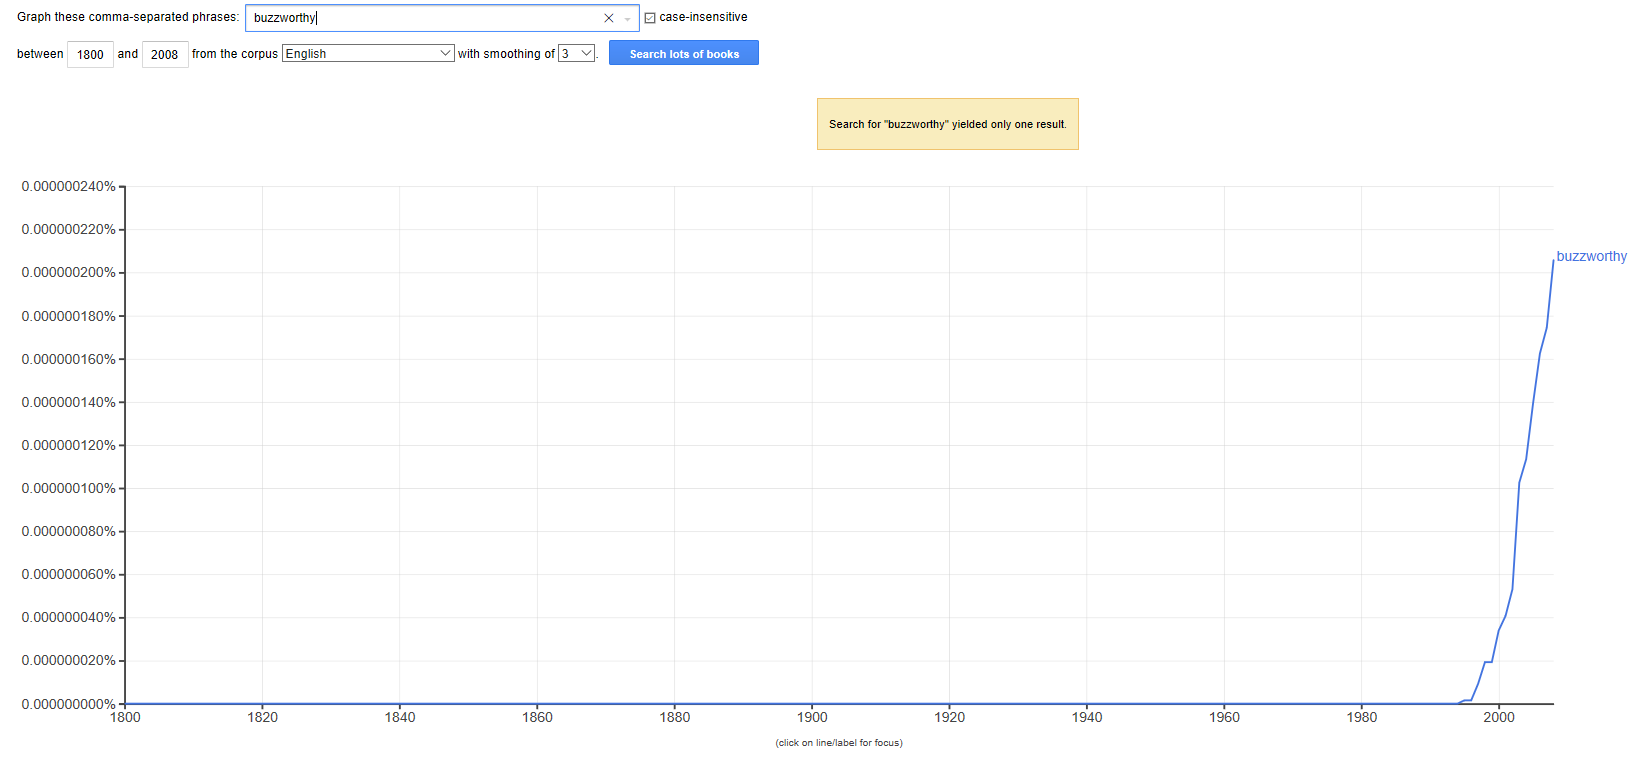 Graph these comma-separated phrases: buzzworthy case-insensitive
between 1800 and 2008 from the corpus English with smoothing of 3 . Search lots of books
Search for "buzzworthy" yielded only one result.
0.000000240%
0.000000220%
buzzworthy
0.000000200%
0.000000180%
0.000000160%
0.000000140%
0.000000120%
0.000000100%
0.000000080%
0.000000060%
0.000000040%
0.000000020%
0.000000000%
1800 1820 1840 1860 1880 1900 1920 1940 1960 1980 2000
(click on line/label for focus)